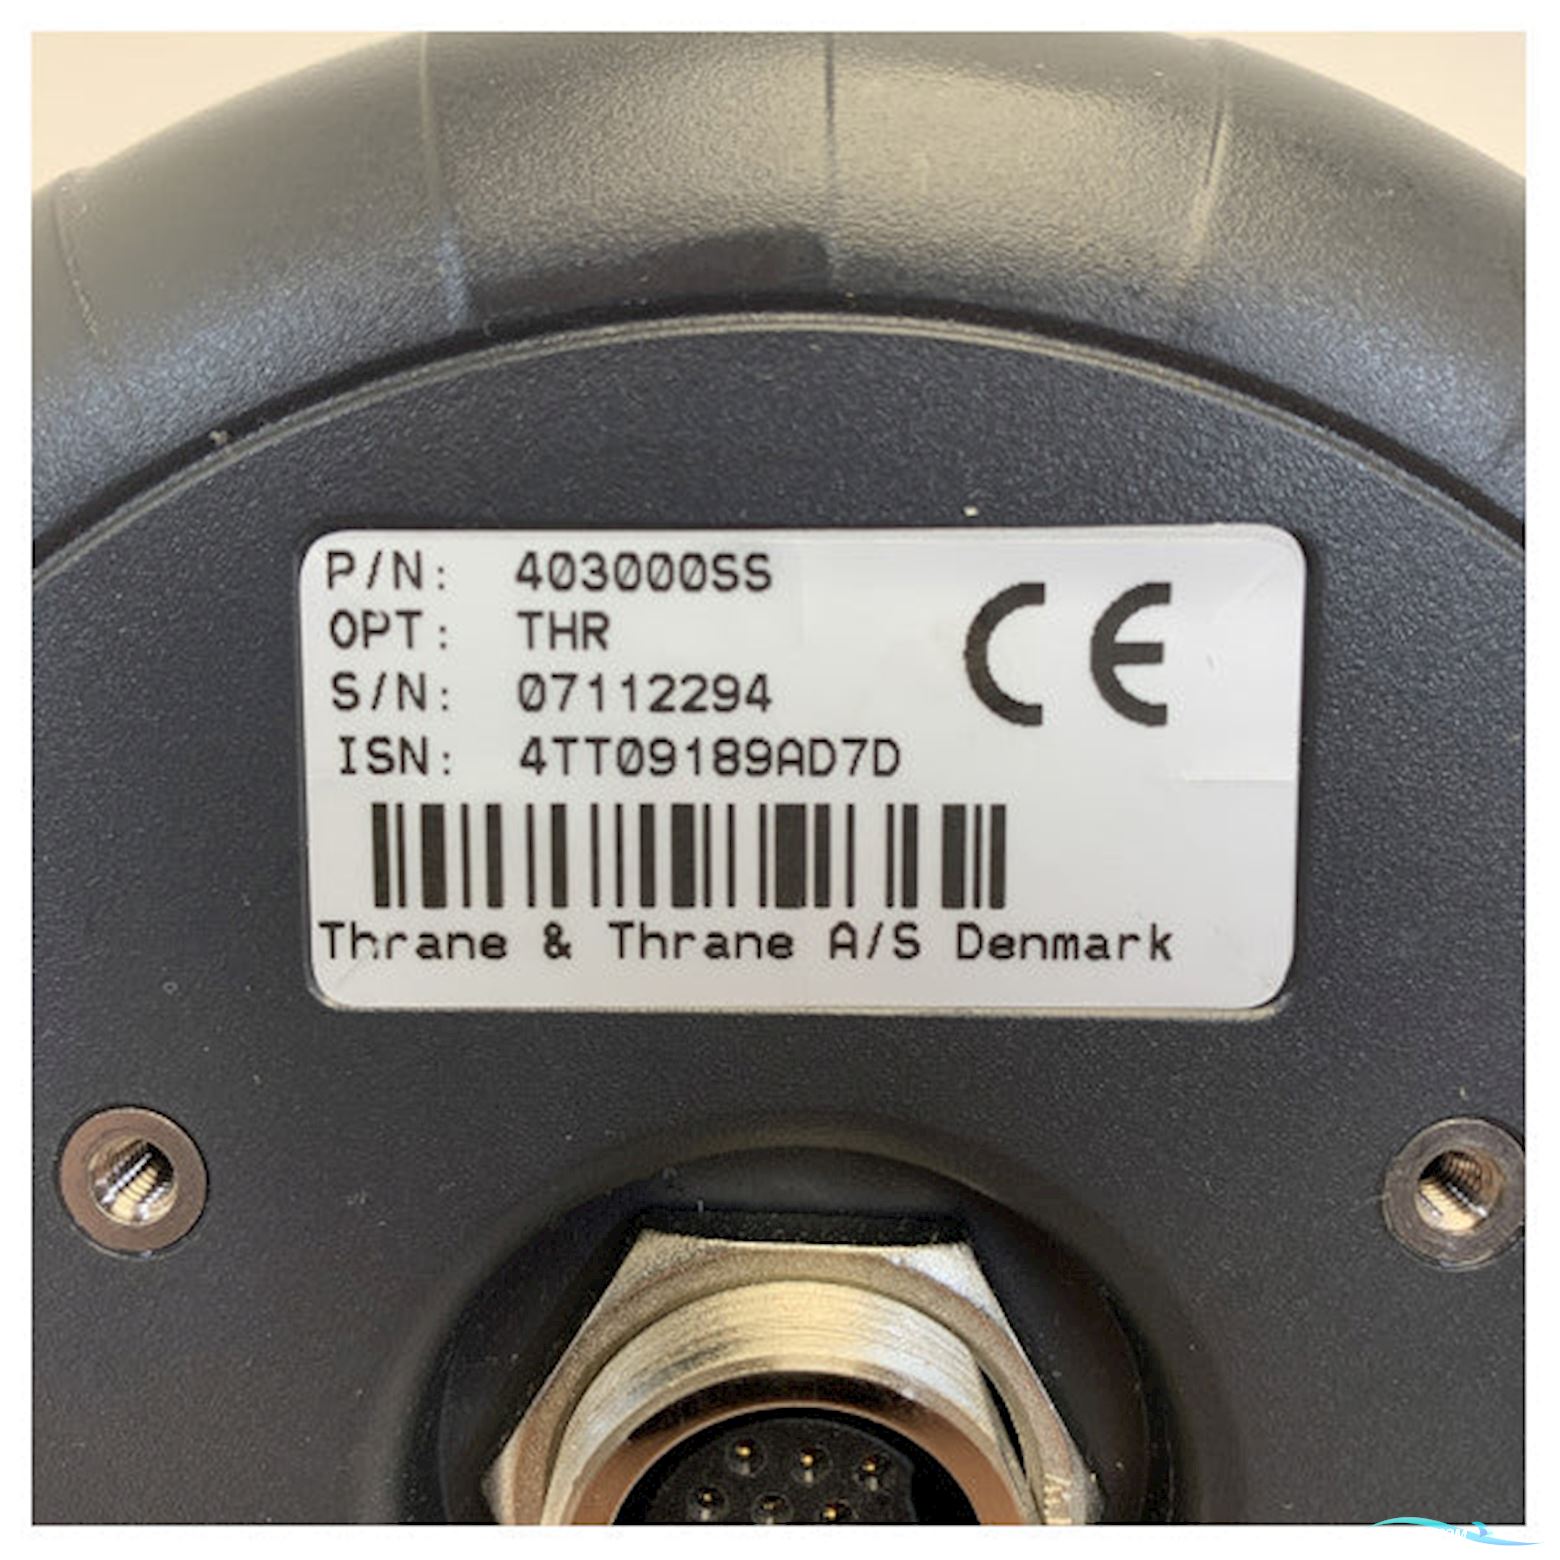 P/N: 403000SS
OPT: THR
S/N: 07112294
ISN: 4TT09189AD7D
CE
Thrane & Thrane A/S Denmark